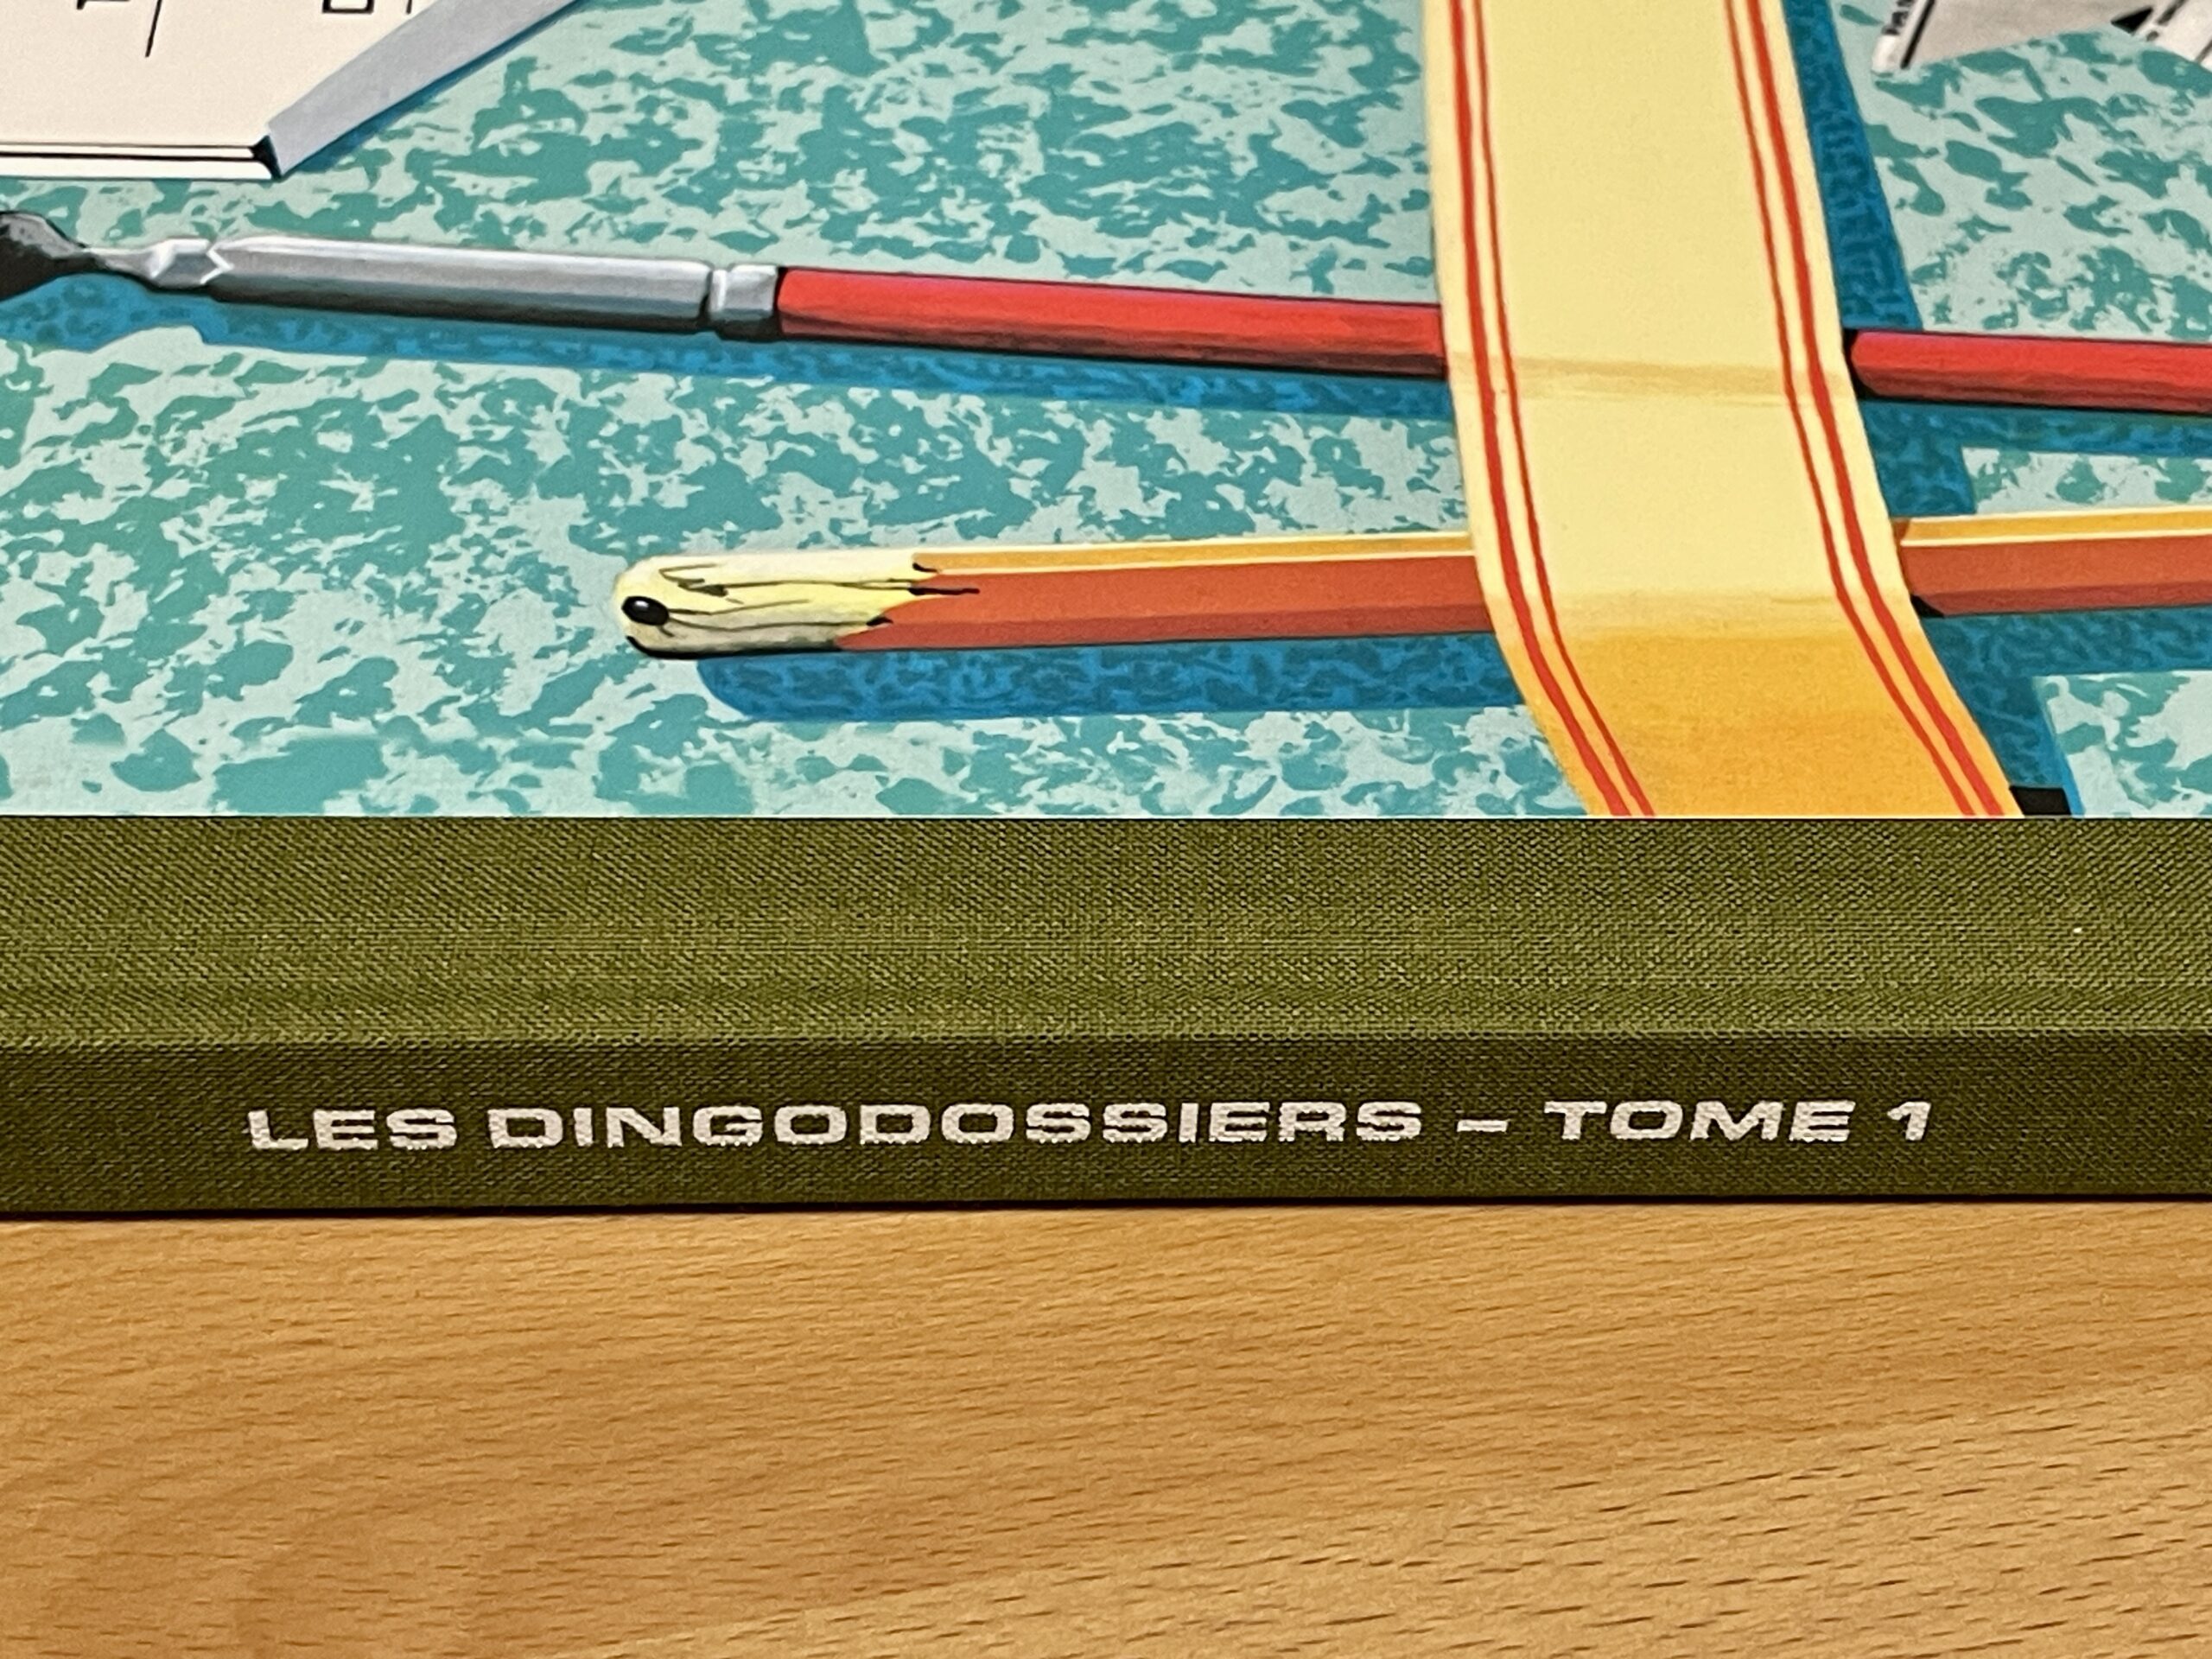 LES DINGODOSSIERS – TOME 1